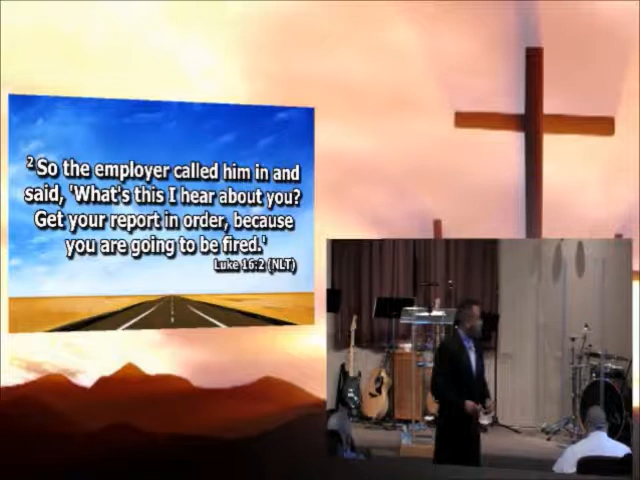 2 So the employer called him in and
said, 'What's this I hear about you?
Get your report in order, because
you are going to be fired.'
Luke 16:2 (NLT)